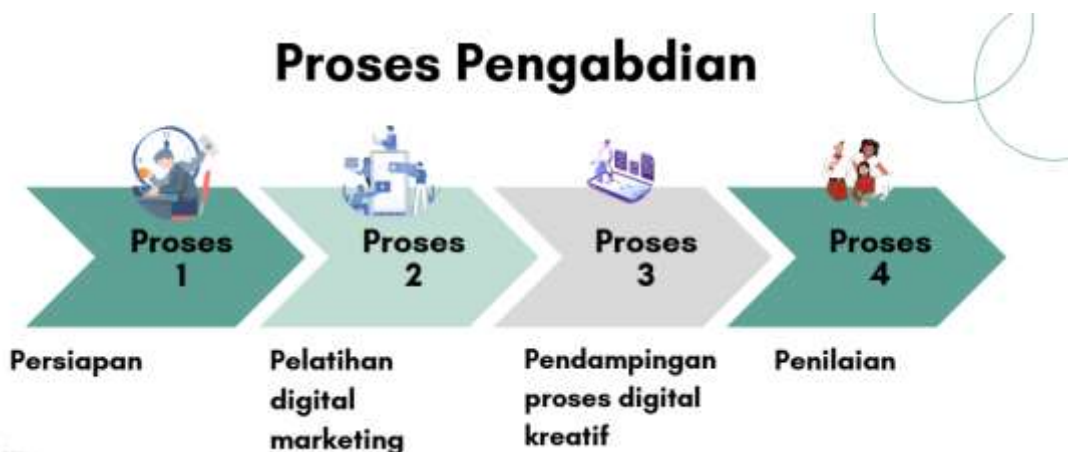 Proses Pengabdian
Proses
1
Proses
2
Proses
3
Proses
4
Persiapan
Pelatihan
digital
marketing
Pendampingan
proses digital
kreatif
Penilaian